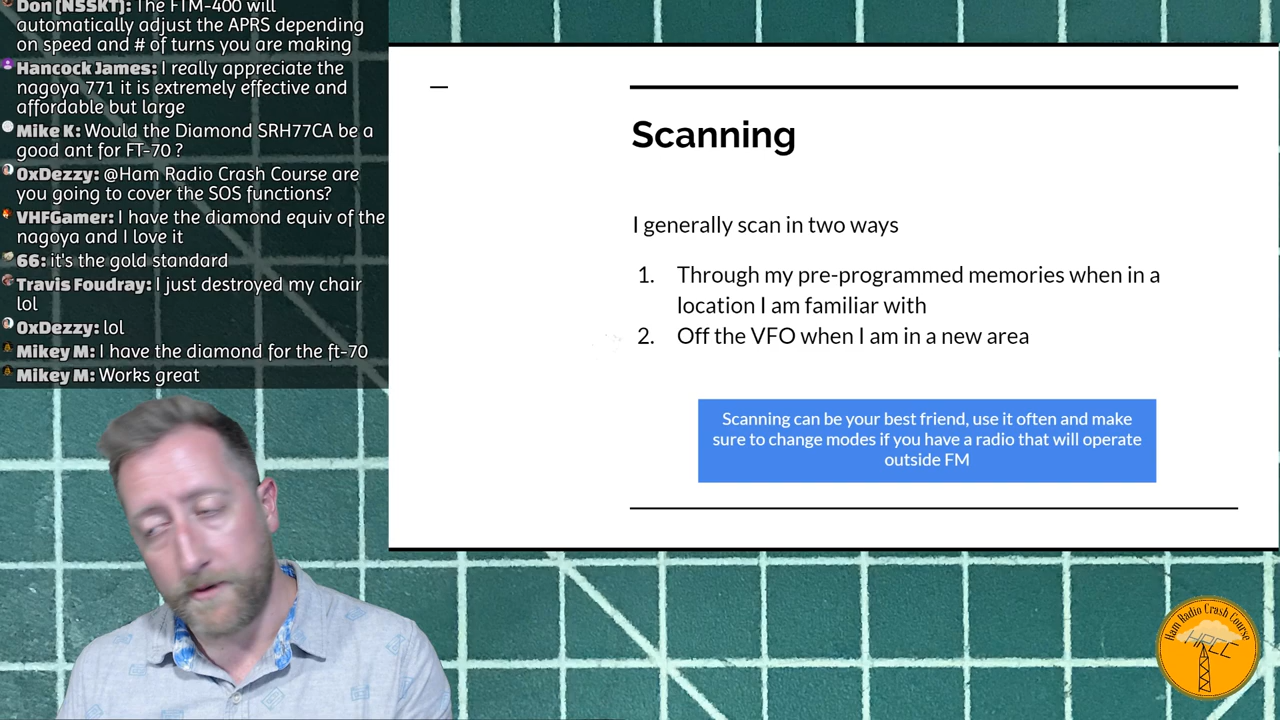 Don (N5SKT): The FTM-400 will
automatically adjust the APRS depending
on speed and # of turns you are making
Hancock James: I really appreciate the
nagoya 771 it is extremely effective and
affordable but large
Mike K: Would the Diamond SRH77CA be a
good ant for FT-70 ?
0xDezzy: @Ham Radio Crash Course are
you going to cover the SOS functions?
VHFGamer: I have the diamond equiv of the
nagoya and I love it
66: it's the gold standard
Travis Foudray: I just destroyed my chair
lol
0xDezzy: lol
Mikey M: I have the diamond for the ft-70
Mikey M: Works great
Scanning
I generally scan in two ways
1. Through my pre-programmed memories when in a
location I am familiar with
2. Off the VFO when I am in a new area
Scanning can be your best friend, use it often and make
sure to change modes if you have a radio that will operate
outside FM
Ham Radio Crash Course
HRCC